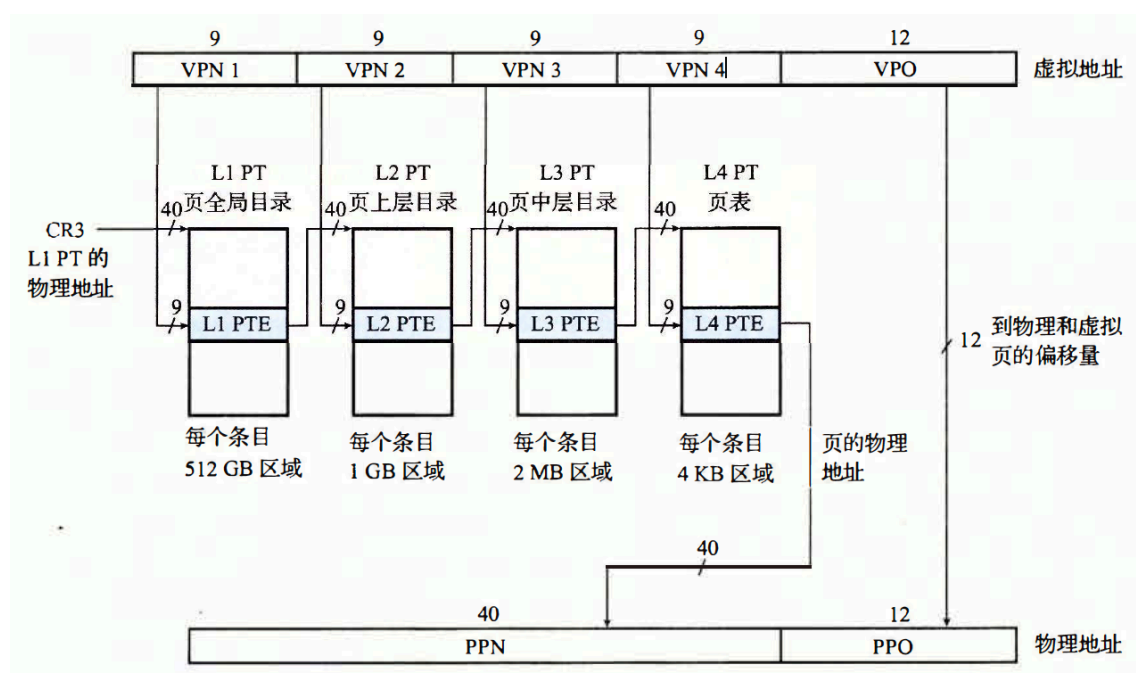 9 9 9 9 12
VPN 1 VPN 2 VPN 3 VPN 4 VPO 虚拟地址
L1 PT L2 PT L3 PT L4 PT
页全局目录 页上层目录 页中层目录 页表
40 40 40 40
CR3
L1 PT 的
物理地址
9 9 9 9
L1 PTE L2 PTE L3 PTE L4 PTE
12 到物理和虚拟
页的偏移量
每个条目 每个条目 每个条目 每个条目 页的物理
512 GB 区域 1 GB 区域 2 MB 区域 4 KB 区域 地址
40
40 12
PPN PPO 物理地址